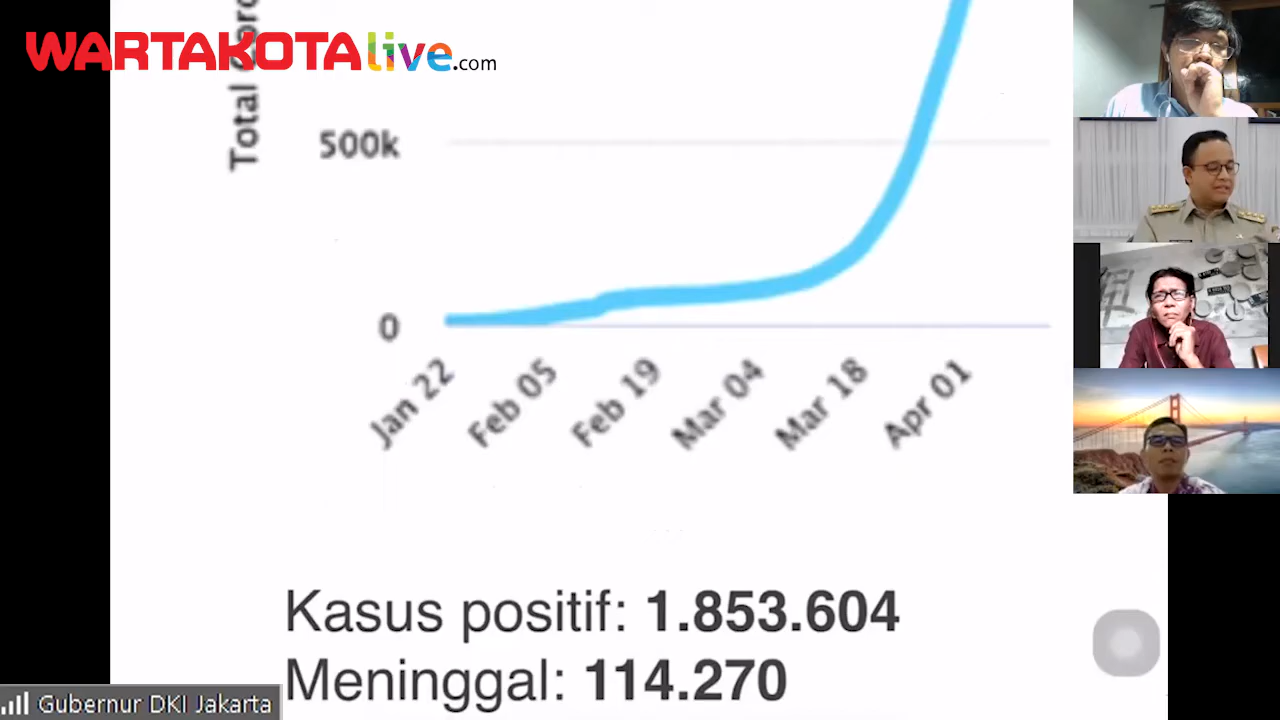 WARTAKOTAlive.com
Total Coro
500k
0
Jan 22
Feb 05
Feb 19
Mar 04
Mar 18
Apr 01
Kasus positif: 1.853.604
Meninggal: 114.270
Gubernur DKI Jakarta